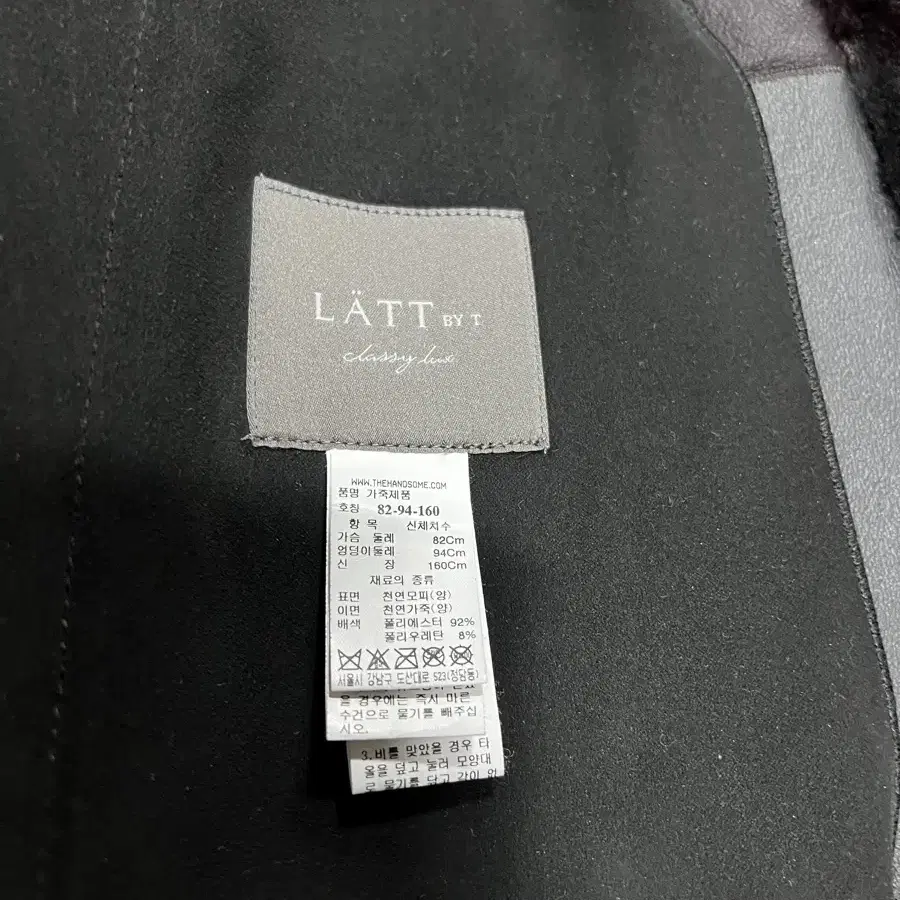 LÄTT BY T.
classy lux
WWW.THEHANDSOME.COM
품명 가죽제품
호칭 82-94-160
항 목 신체치수
가슴 둘레 82Cm
엉덩이둘레 94Cm
신 장 160Cm
재료의 종류
표면 천연모피(양)
이면 천연가죽(양)
배색 폴리에스터 92%
폴리우레탄 8%
서울시 강남구 도산대로 523(청담동)
을 경우에는 즉시 마른
수건으로 물기를 빼주십
시오.
3.비를 맞았을 경우 타
올을 덮고 눌러 모양대
로 물기를 닦고 같이 없